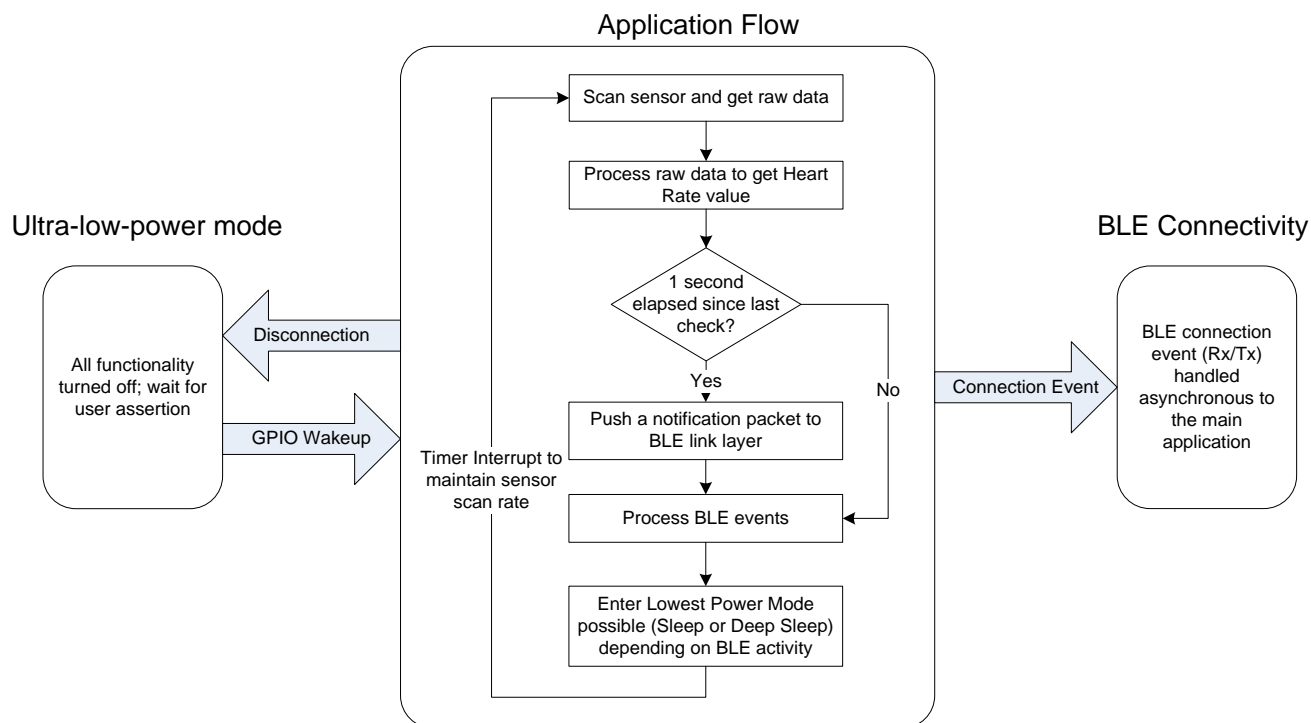 Application Flow
Scan sensor and get raw data
Process raw data to get Heart
Rate value
1 second
elapsed since last
check?
Yes
No
Push a notification packet to
BLE link layer
Timer Interrupt to
maintain sensor
scan rate
Process BLE events
Enter Lowest Power Mode
possible (Sleep or Deep Sleep)
depending on BLE activity
Ultra-low-power mode
All functionality
turned off; wait for
user assertion
Disconnection
GPIO Wakeup
Connection Event
BLE Connectivity
BLE connection
event (Rx/Tx)
handled
asynchronous to
the main
application